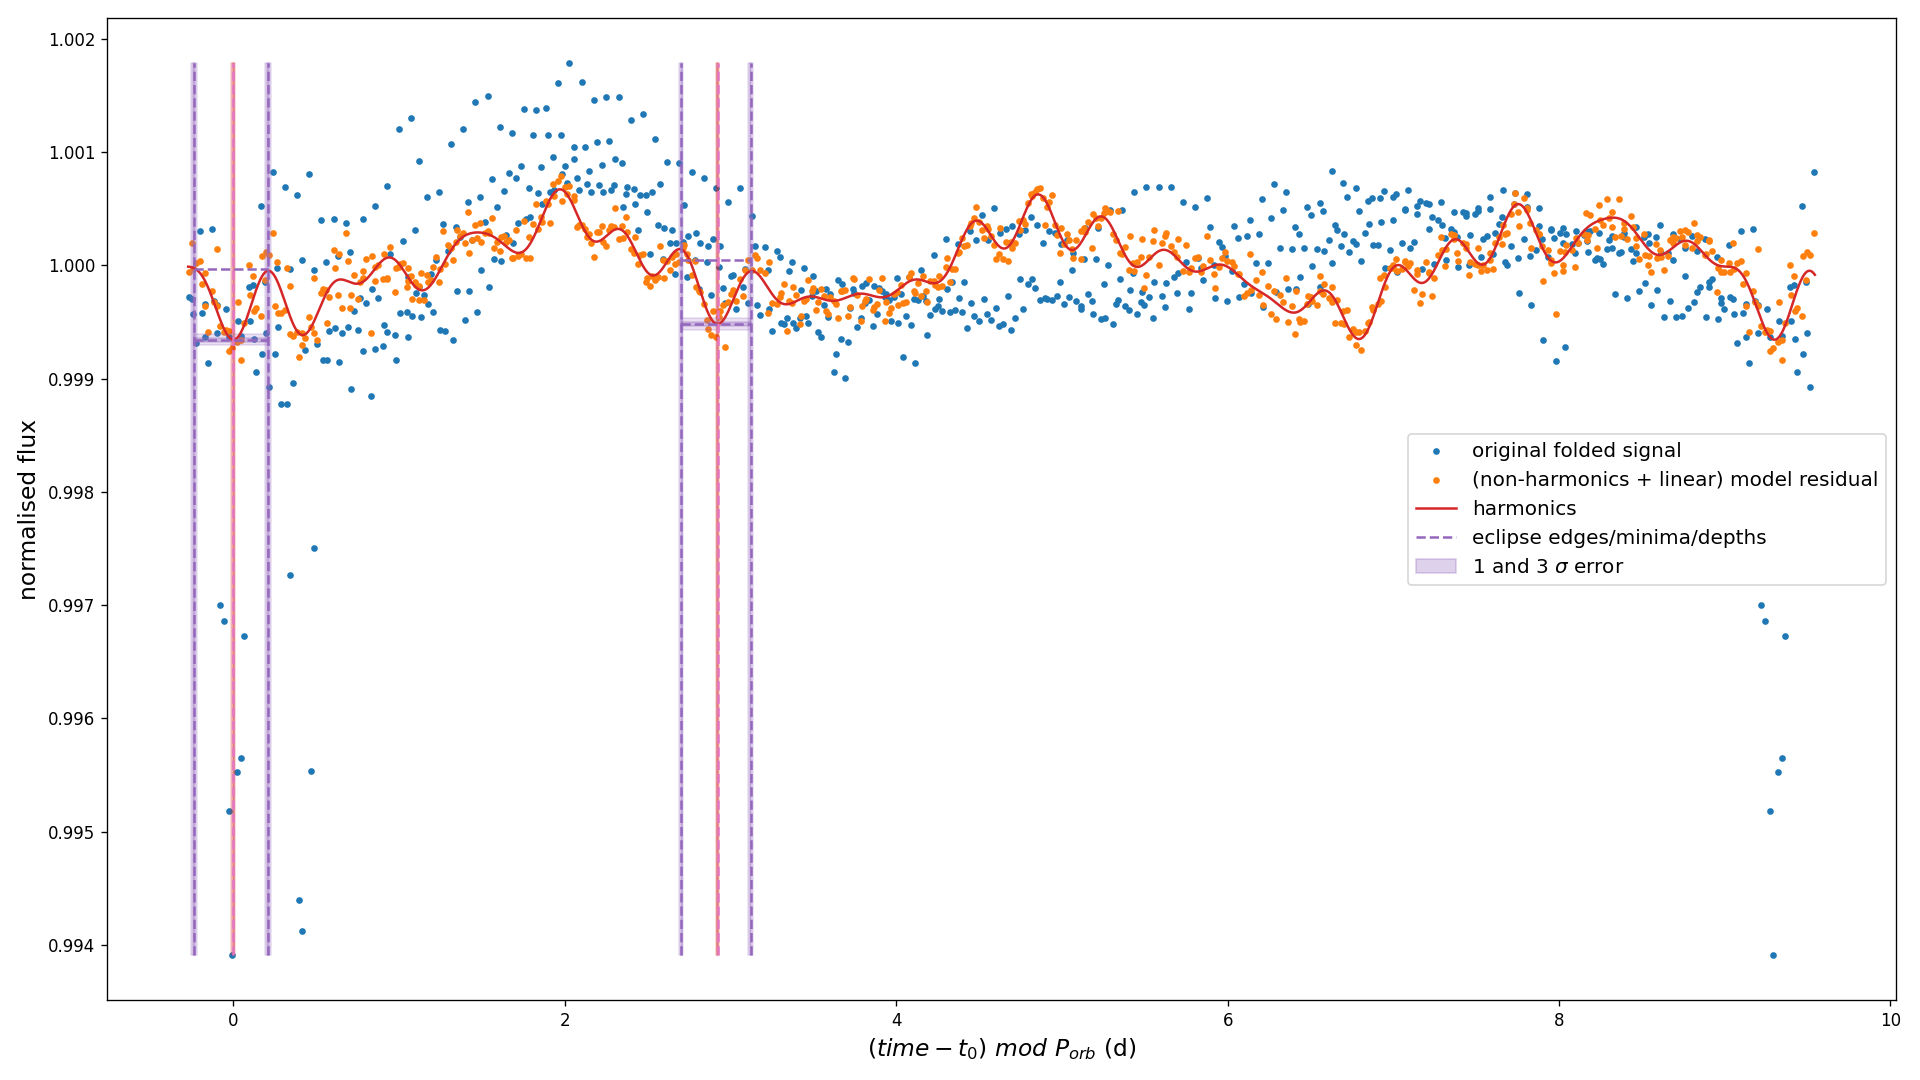 1.002
1.001
1.000
0.999
0.998
0.997
0.996
0.995
0.994
normalised flux
original folded signal
(non-harmonics + linear) model residual
harmonics
eclipse edges/minima/depths
1 and 3 σ error
0 2 4 6 8 10
(time − t₀) mod Pₒᵣᵦ (d)